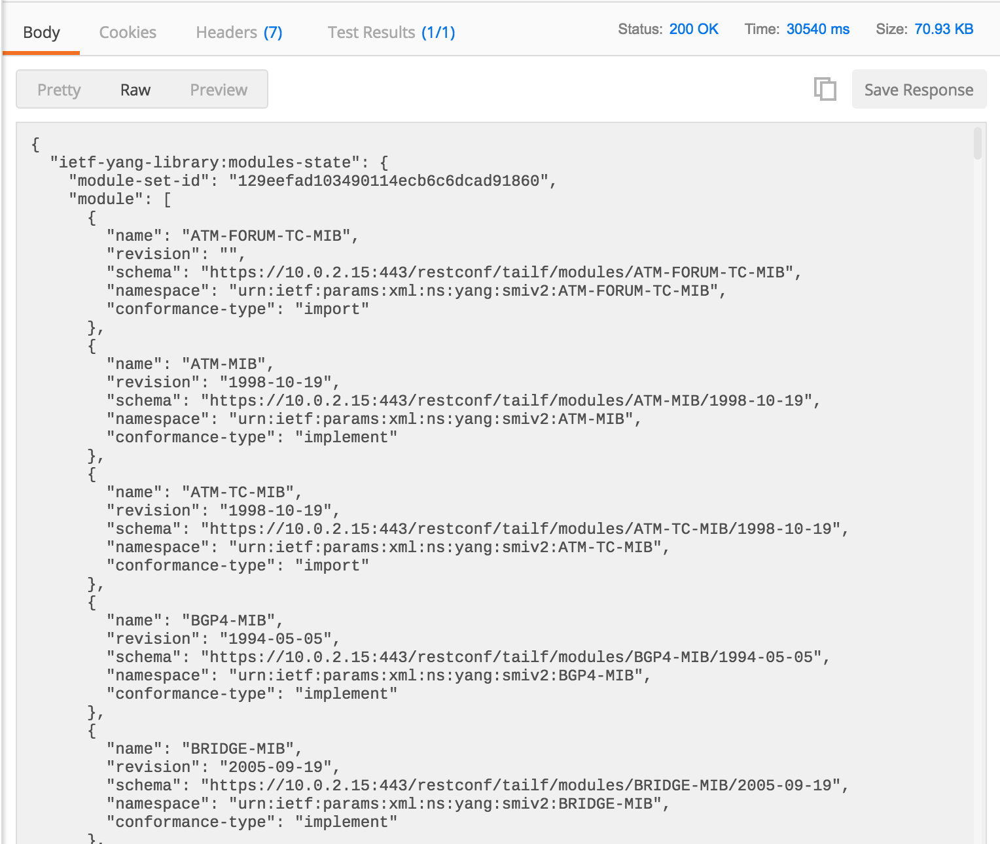 Body Cookies Headers (7) Test Results (1/1) Status: 200 OK Time: 30540 ms Size: 70.93 KB
Pretty Raw Preview Save Response
{
  "ietf-yang-library:modules-state": {
    "module-set-id": "129eefad103490114ecb6c6dcad91860",
    "module": [
      {
        "name": "ATM-FORUM-TC-MIB",
        "revision": "",
        "schema": "https://10.0.2.15:443/restconf/tailf/modules/ATM-FORUM-TC-MIB",
        "namespace": "urn:ietf:params:xml:ns:yang:smiv2:ATM-FORUM-TC-MIB",
        "conformance-type": "import"
      },
      {
        "name": "ATM-MIB",
        "revision": "1998-10-19",
        "schema": "https://10.0.2.15:443/restconf/tailf/modules/ATM-MIB/1998-10-19",
        "namespace": "urn:ietf:params:xml:ns:yang:smiv2:ATM-MIB",
        "conformance-type": "implement"
      },
      {
        "name": "ATM-TC-MIB",
        "revision": "1998-10-19",
        "schema": "https://10.0.2.15:443/restconf/tailf/modules/ATM-TC-MIB/1998-10-19",
        "namespace": "urn:ietf:params:xml:ns:yang:smiv2:ATM-TC-MIB",
        "conformance-type": "import"
      },
      {
        "name": "BGP4-MIB",
        "revision": "1994-05-05",
        "schema": "https://10.0.2.15:443/restconf/tailf/modules/BGP4-MIB/1994-05-05",
        "namespace": "urn:ietf:params:xml:ns:yang:smiv2:BGP4-MIB",
        "conformance-type": "implement"
      },
      {
        "name": "BRIDGE-MIB",
        "revision": "2005-09-19",
        "schema": "https://10.0.2.15:443/restconf/tailf/modules/BRIDGE-MIB/2005-09-19",
        "namespace": "urn:ietf:params:xml:ns:yang:smiv2:BRIDGE-MIB",
        "conformance-type": "implement"
      },